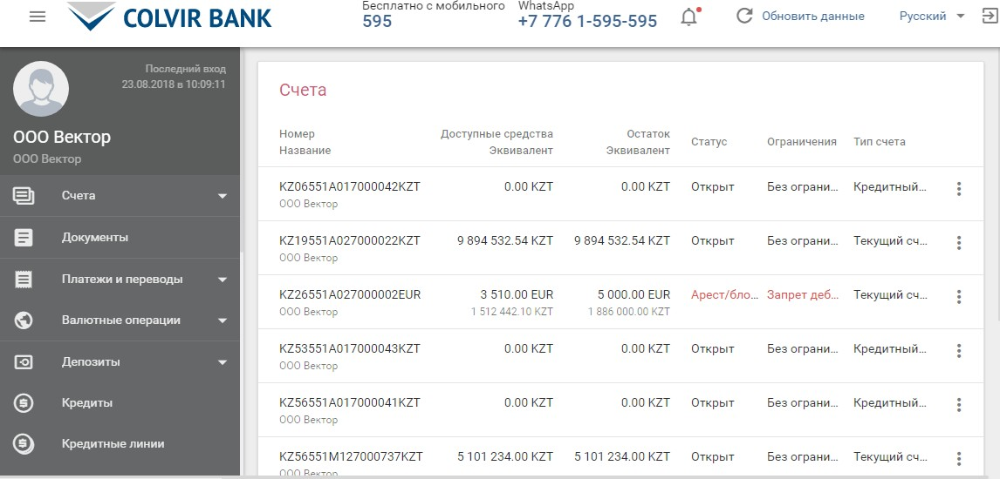 COLVIR BANK
Бесплатно с мобильного
595
WhatsApp
+7 776 1-595-595
Обновить данные
Русский
Последний вход
23.08.2018 в 10:09:11
ООО Вектор
ООО Вектор
Счета
Документы
Платежи и переводы
Валютные операции
Депозиты
Кредиты
Кредитные линии
Счета
Номер Доступные средства Остаток Статус Ограничения Тип счета
Название Эквивалент Эквивалент
KZ06551A017000042KZT 0.00 KZT 0.00 KZT Открыт Без ограни... Кредитный...
ООО Вектор
KZ19551A027000022KZT 9 894 532.54 KZT 9 894 532.54 KZT Открыт Без ограни... Текущий сч...
ООО Вектор
KZ26551A027000002EUR 3 510.00 EUR 5 000.00 EUR Арест/бло... Запрет деб... Текущий сч...
ООО Вектор 1 512 442.10 KZT 1 886 000.00 KZT
KZ53551A017000043KZT 0.00 KZT 0.00 KZT Открыт Без ограни... Кредитный...
ООО Вектор
KZ56551A017000041KZT 0.00 KZT 0.00 KZT Открыт Без ограни... Кредитный...
ООО Вектор
KZ56551M127000737KZT 5 101 234.00 KZT 5 101 234.00 KZT Открыт Без ограни... Текущий сч...
ООО Вектор